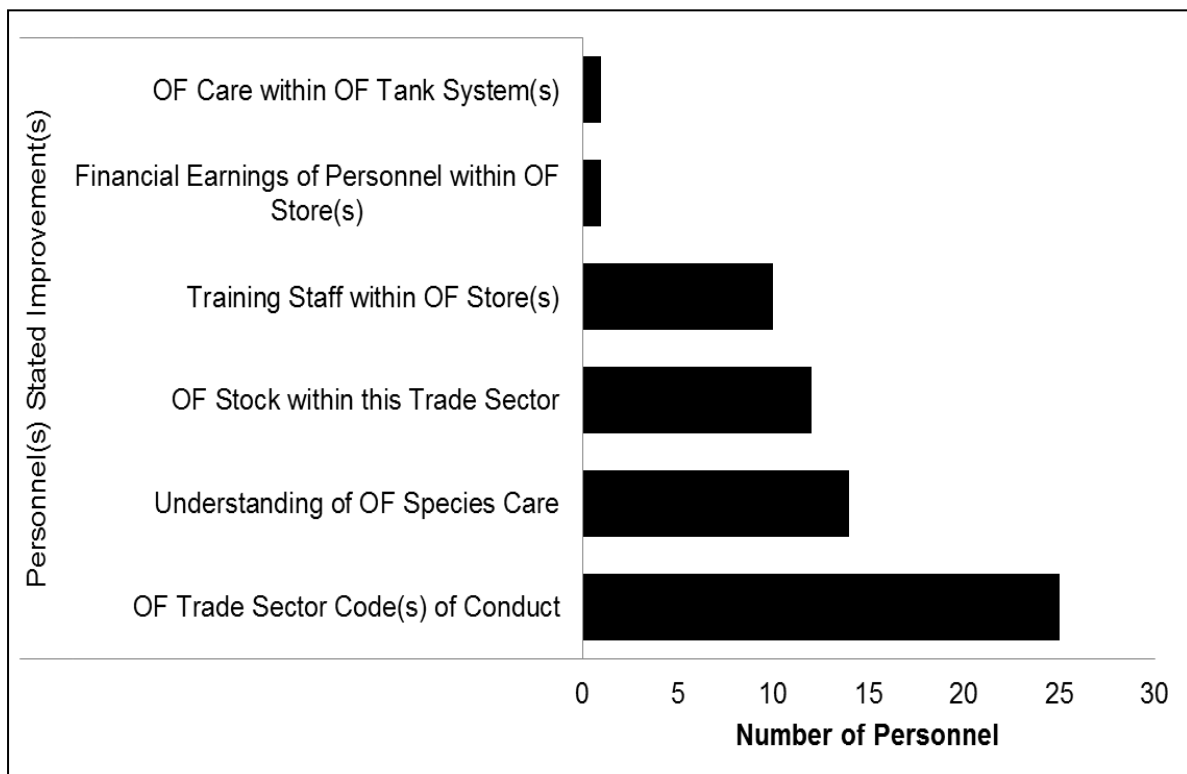 Personnel(s) Stated Improvement(s)
OF Care within OF Tank System(s)
Financial Earnings of Personnel within OF
Store(s)
Training Staff within OF Store(s)
OF Stock within this Trade Sector
Understanding of OF Species Care
OF Trade Sector Code(s) of Conduct
0 5 10 15 20 25 30
Number of Personnel